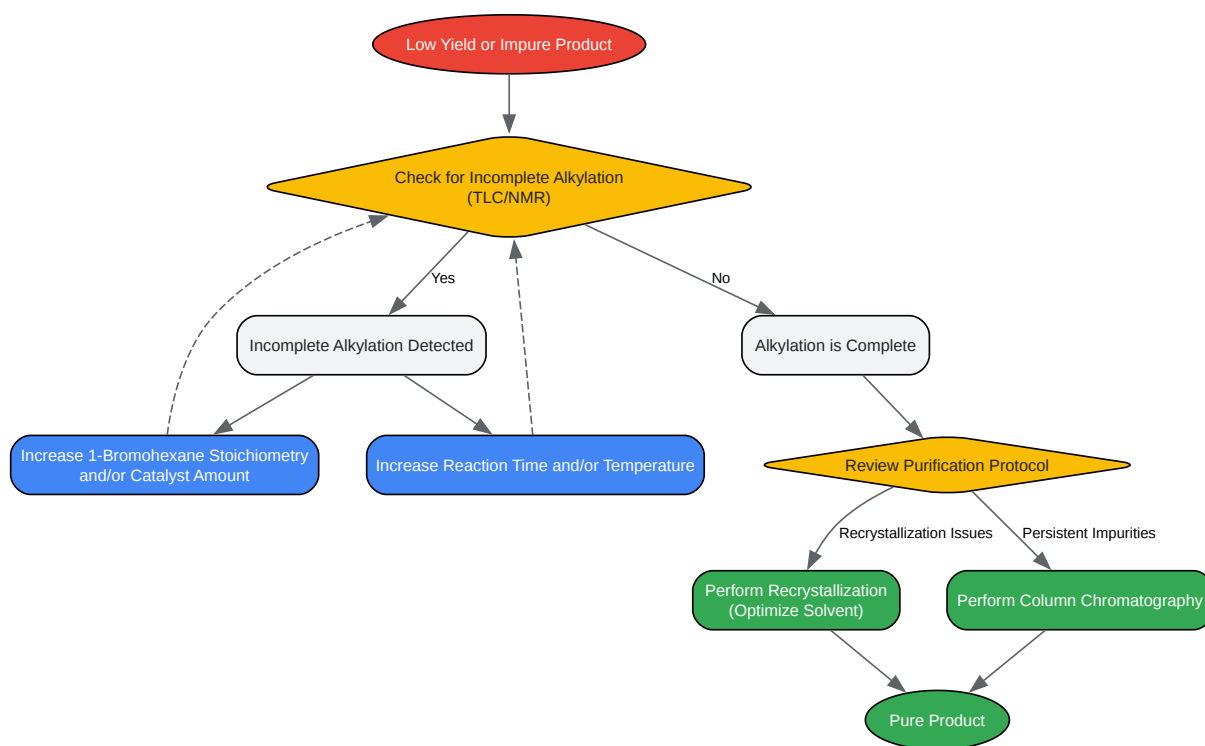 Low Yield or Impure Product
Check for Incomplete Alkylation
(TLC/NMR)
Yes
No
Incomplete Alkylation Detected
Alkylation is Complete
Increase 1-Bromohexane Stoichiometry
and/or Catalyst Amount
Increase Reaction Time and/or Temperature
Review Purification Protocol
Recrystallization Issues
Persistent Impurities
Perform Recrystallization
(Optimize Solvent)
Perform Column Chromatography
Pure Product